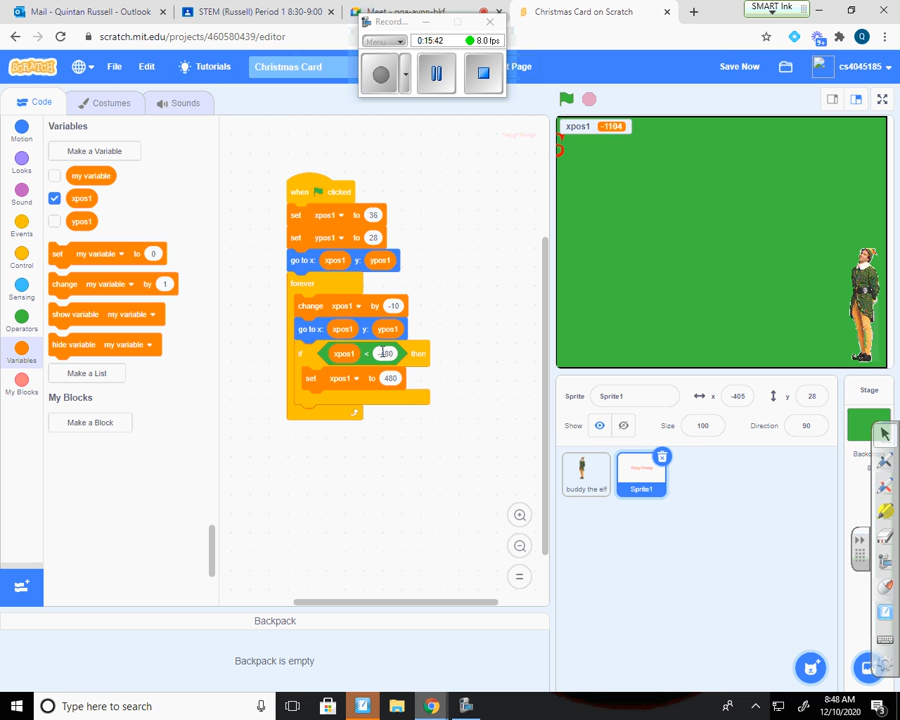 Mail - Quintan Russell - Outlook
STEM (Russell) Period 1 8:30-9:00
Christmas Card on Scratch
SMART Ink
Record...
Menu
0:15:42
8.0 fps
scratch.mit.edu/projects/460580439/editor
SCRATCH
File
Edit
Tutorials
Christmas Card
t Page
Save Now
cs4045185
Code
Costumes
Sounds
Motion
Looks
Sound
Events
Control
Sensing
Operators
Variables
My Blocks
Variables
Make a Variable
my variable
xpos1
ypos1
set my variable to 0
change my variable by 1
show variable my variable
hide variable my variable
Make a List
My Blocks
Make a Block
when clicked
set xpos1 to 36
set ypos1 to 28
go to x: xpos1 y: ypos1
forever
change xpos1 by -10
go to x: xpos1 y: ypos1
if xpos1 < 80 then
set xpos1 to 480
xpos1 -1104
Sprite
Sprite1
x -405
y 28
Show
Size 100
Direction 90
buddy the elf
Sprite1
Stage
Backpack
Backpack is empty
Type here to search
8:48 AM
12/10/2020
3